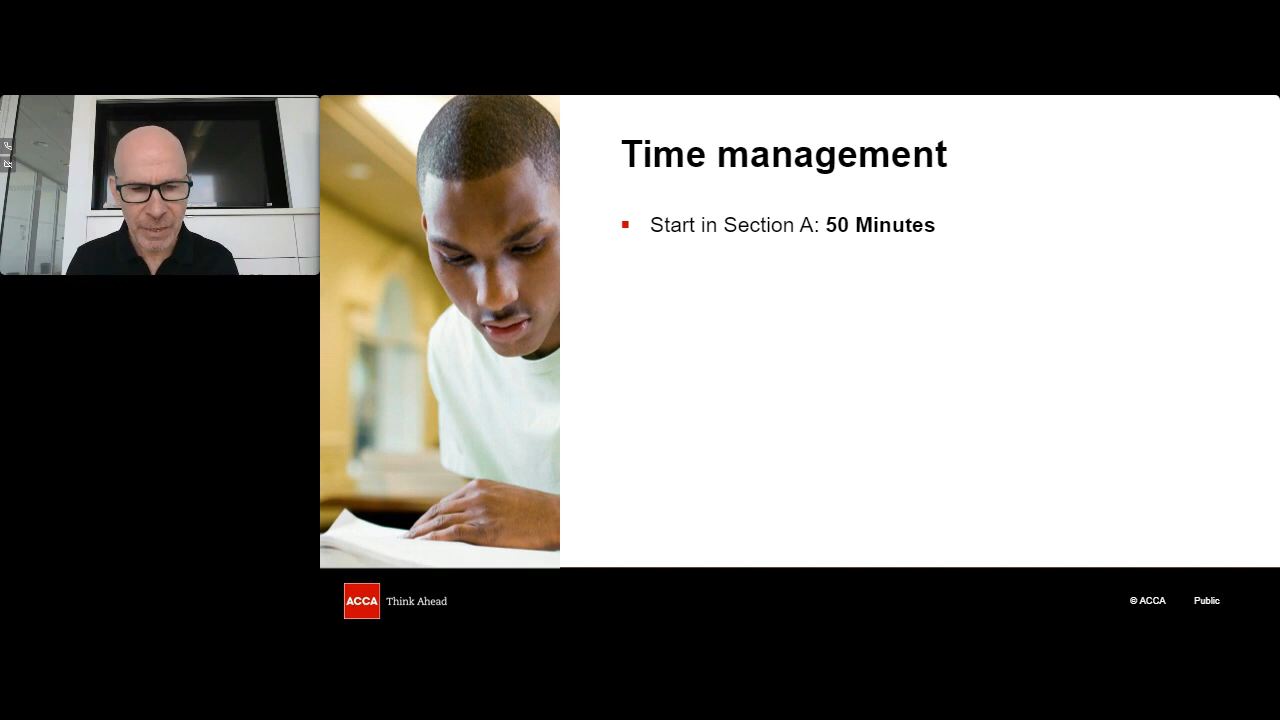 Time management
Start in Section A: 50 Minutes
ACCA Think Ahead
© ACCA Public